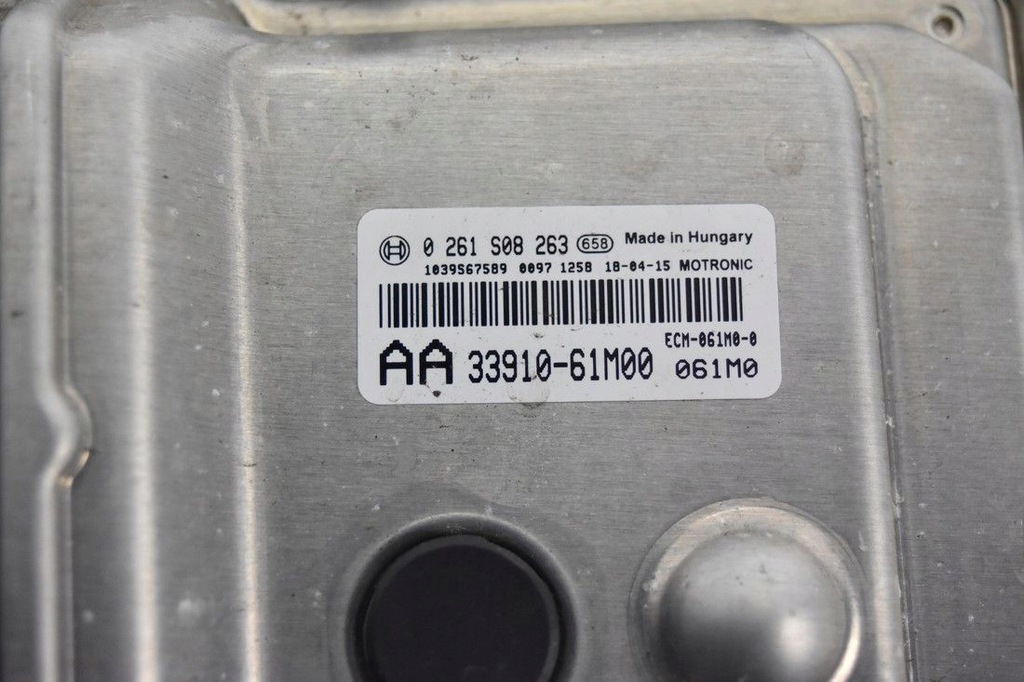 0 261 S08 263 658 Made in Hungary
1039S67589 0097 1258 18-04-15 MOTRONIC
ECM-061M0-0
AA 33910-61M00 061M0